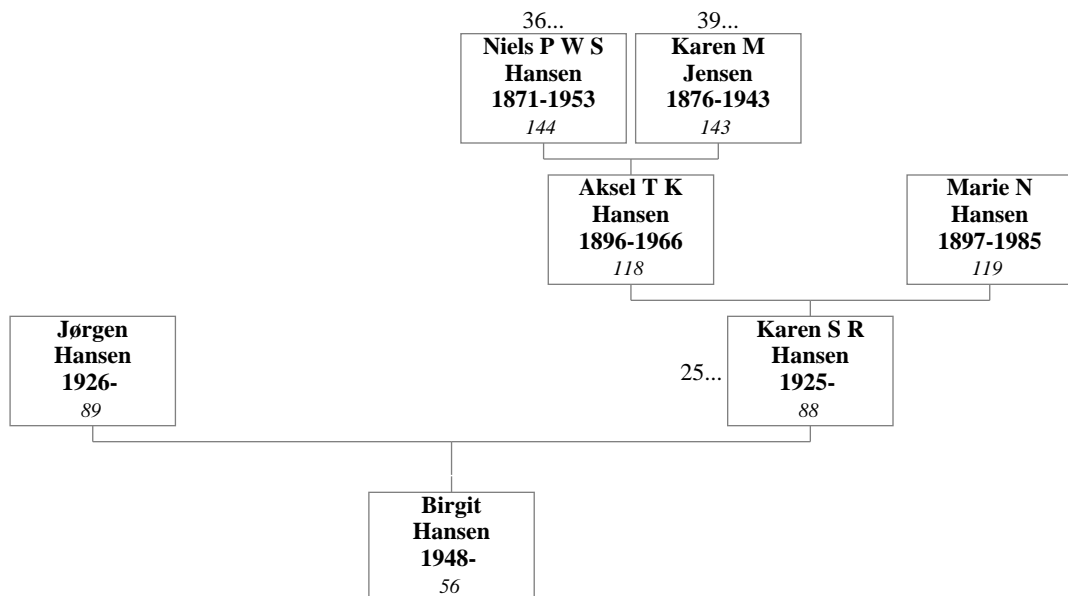 36...
39...
Niels P W S
Hansen
1871-1953
144
Karen M
Jensen
1876-1943
143
Aksel T K
Hansen
1896-1966
118
Marie N
Hansen
1897-1985
119
Jørgen
Hansen
1926-
89
25...
Karen S R
Hansen
1925-
88
Birgit
Hansen
1948-
56